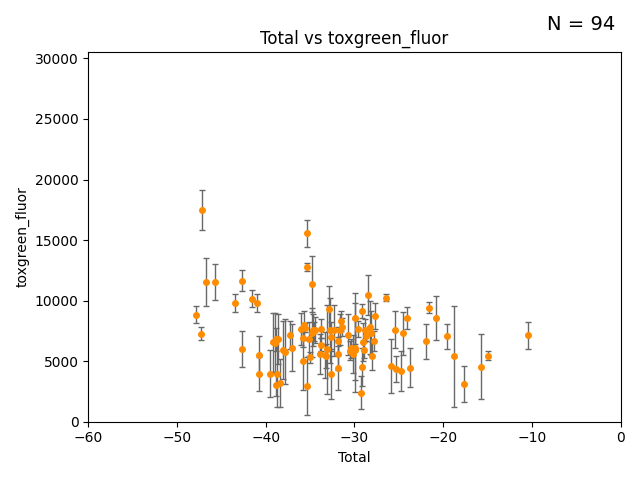 N = 94
Total vs toxgreen_fluor
30000
25000
20000
15000
10000
5000
0
toxgreen_fluor
−60 −50 −40 −30 −20 −10 0
Total